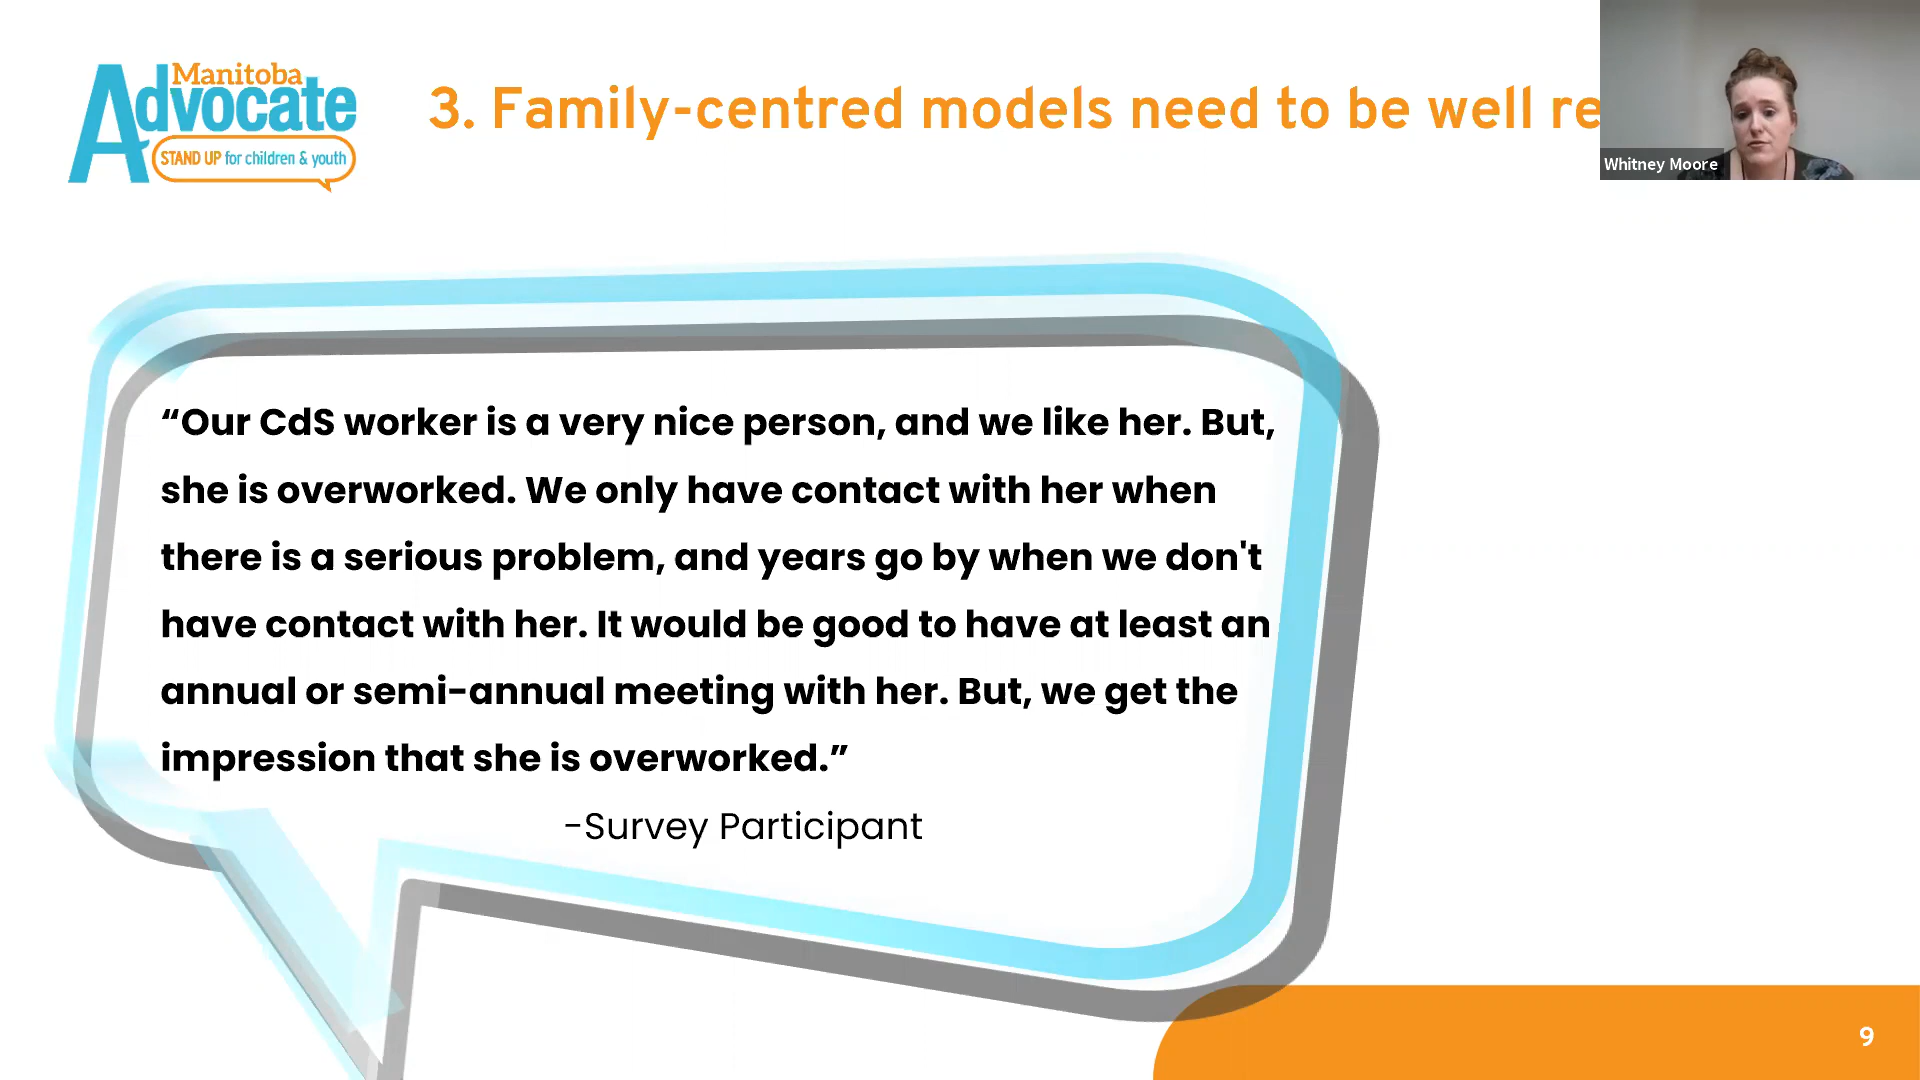 Manitoba
Advocate
STAND UP for children & youth
3. Family-centred models need to be well re
Whitney Moore
“Our CdS worker is a very nice person, and we like her. But,
she is overworked. We only have contact with her when
there is a serious problem, and years go by when we don't
have contact with her. It would be good to have at least an
annual or semi-annual meeting with her. But, we get the
impression that she is overworked.”
-Survey Participant
9